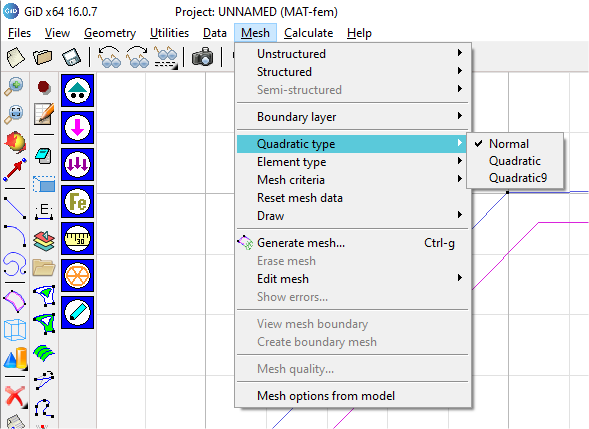 GiD x64 16.0.7 Project: UNNAMED (MAT-fem)
Files View Geometry Utilities Data Mesh Calculate Help
Unstructured
Structured
Semi-structured
Boundary layer
Quadratic type
Normal
Quadratic
Quadratic9
Element type
Mesh criteria
Reset mesh data
Draw
Generate mesh... Ctrl-g
Erase mesh
Edit mesh
Show errors...
View mesh boundary
Create boundary mesh
Mesh quality...
Mesh options from model
E
Fe
30